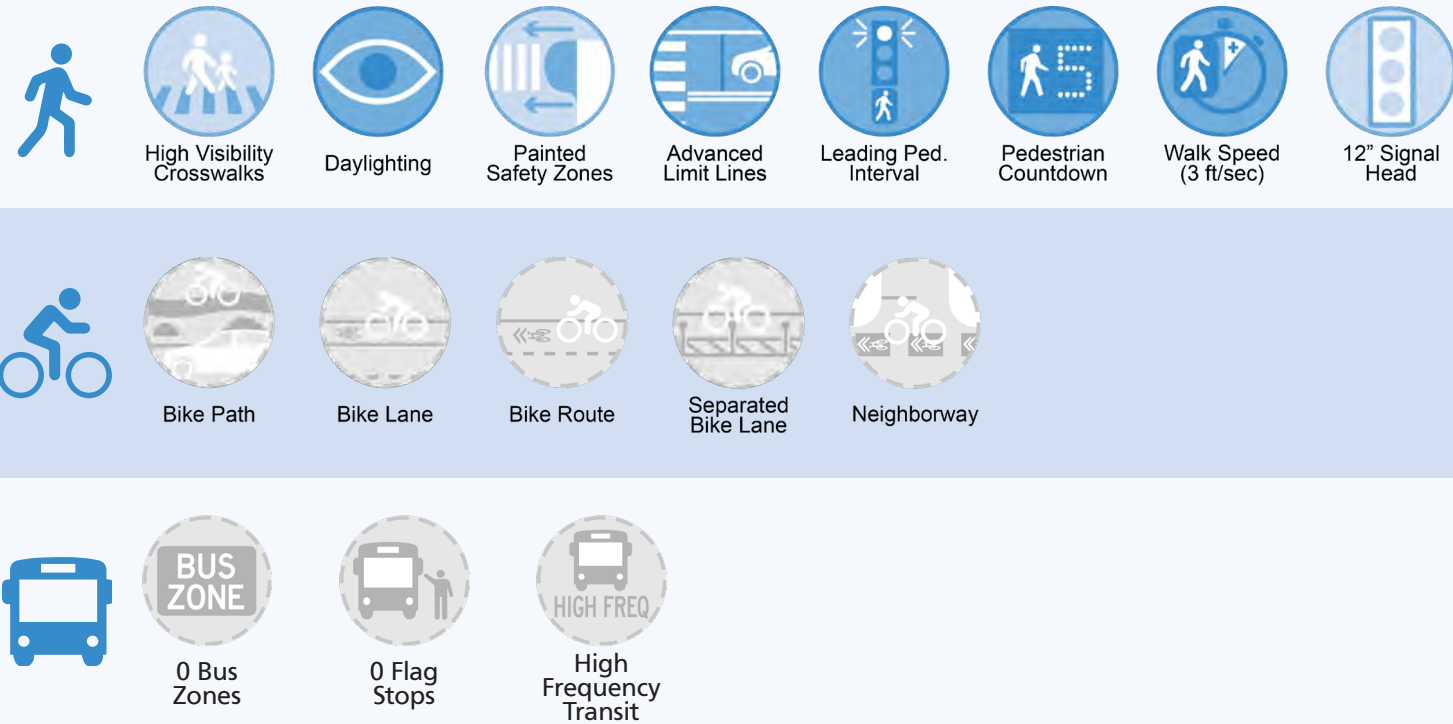 5
High Visibility
Crosswalks
Daylighting
Painted
Safety Zones
Advanced
Limit Lines
Leading Ped.
Interval
Pedestrian
Countdown
Walk Speed
(3 ft/sec)
12” Signal
Head
Bike Path
Bike Lane
Bike Route
Separated
Bike Lane
Neighborway
BUS
ZONE
HIGH FREQ
0 Bus
Zones
0 Flag
Stops
High
Frequency
Transit